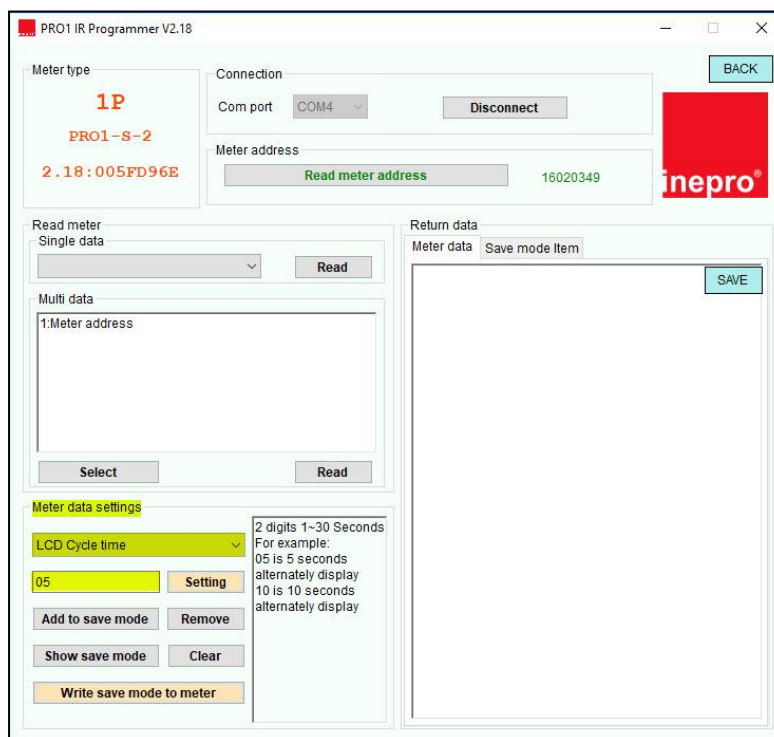 PRO1 IR Programmer V2.18
BACK
Meter type
1P
PRO1-S-2
2.18:005FD96E
Connection
Com port
COM4
Disconnect
Meter address
Read meter address
16020349
inepro®
Read meter
Single data
Read
Multi data
1:Meter address
Select
Read
Return data
Meter data
Save mode Item
SAVE
Meter data settings
LCD Cycle time
05
Setting
Add to save mode
Remove
Show save mode
Clear
Write save mode to meter
2 digits 1~30 Seconds
For example:
05 is 5 seconds
alternately display
10 is 10 seconds
alternately display